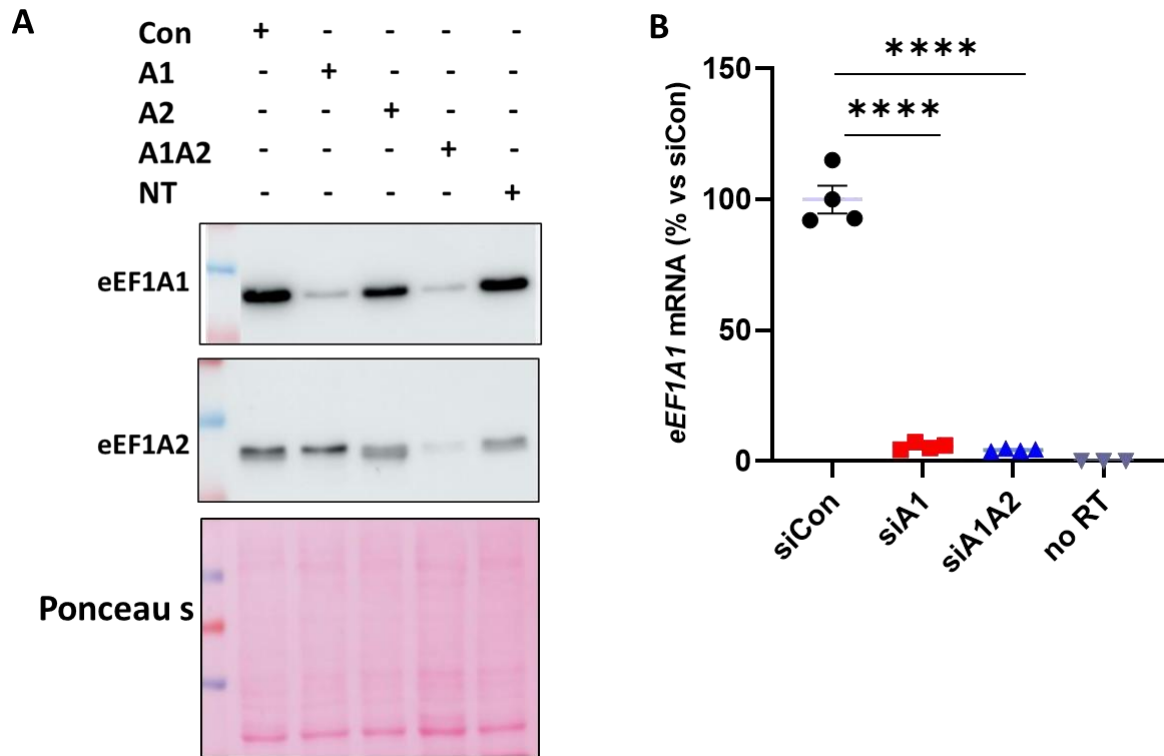 A
Con + - - - -
A1 - + - - -
A2 - - + - -
A1A2 - - - + -
NT - - - - +
eEF1A1
eEF1A2
Ponceau s
B
****
****
eEF1A1 mRNA (% vs siCon)
150
100
50
0
siCon
siA1
siA1A2
no RT